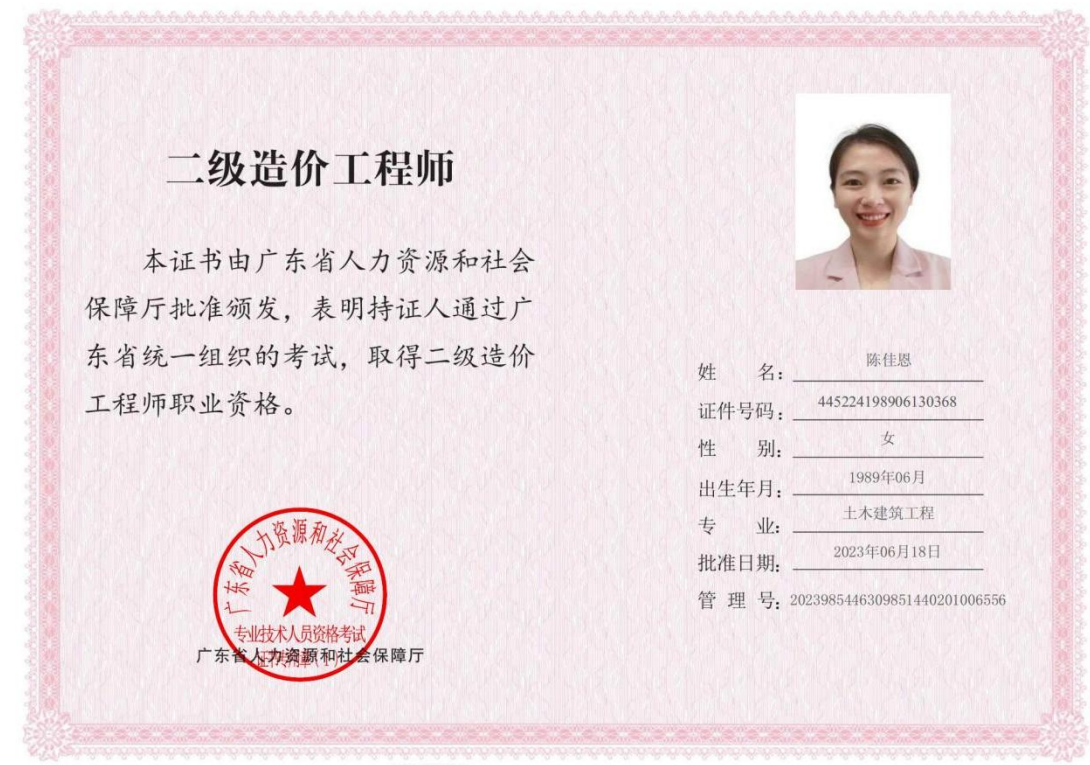 二级造价工程师
本证书由广东省人力资源和社会
保障厅批准颁发，表明持证人通过广
东省统一组织的考试，取得二级造价
工程师职业资格。
广东省人力资源和社会保障厅
专业技术人员资格考试
广东省人力资源和社会保障厅
姓 名：陈佳恩
证件号码：445224198906130368
性 别：女
出生年月：1989年06月
专 业：土木建筑工程
批准日期：2023年06月18日
管 理 号：2023985446309851440201006556